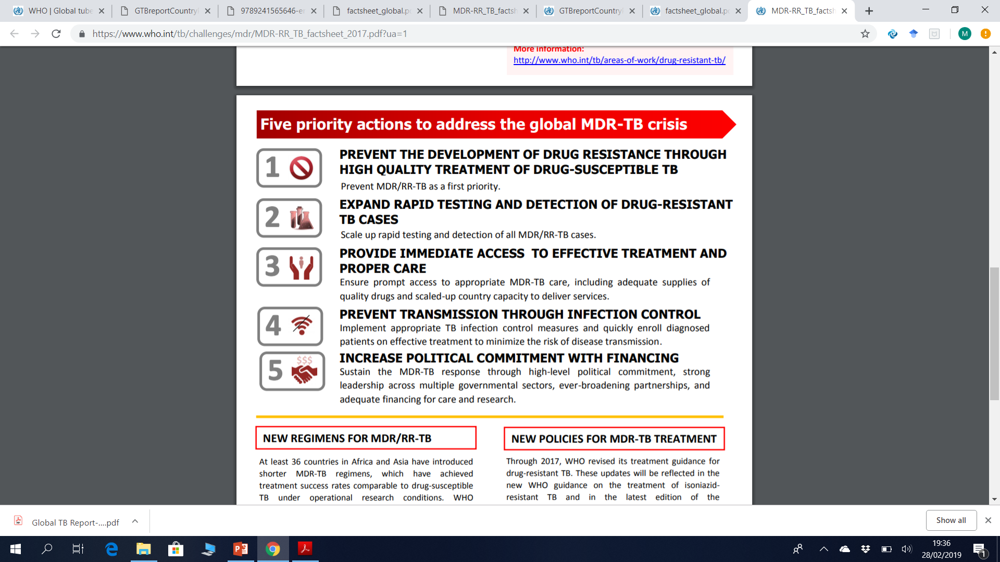 WHO | Global tube
GTBreportCountryI
9789241565646-en
factsheet_global.pd
MDR-RR_TB_factsh
GTBreportCountryI
factsheet_global.pd
MDR-RR_TB_factsh
https://www.who.int/tb/challenges/mdr/MDR-RR_TB_factsheet_2017.pdf?ua=1
M
More information:
http://www.who.int/tb/areas-of-work/drug-resistant-tb/
Five priority actions to address the global MDR-TB crisis
1
PREVENT THE DEVELOPMENT OF DRUG RESISTANCE THROUGH
HIGH QUALITY TREATMENT OF DRUG-SUSCEPTIBLE TB
Prevent MDR/RR-TB as a first priority.
2
EXPAND RAPID TESTING AND DETECTION OF DRUG-RESISTANT
TB CASES
Scale up rapid testing and detection of all MDR/RR-TB cases.
3
PROVIDE IMMEDIATE ACCESS TO EFFECTIVE TREATMENT AND
PROPER CARE
Ensure prompt access to appropriate MDR-TB care, including adequate supplies of
quality drugs and scaled-up country capacity to deliver services.
4
PREVENT TRANSMISSION THROUGH INFECTION CONTROL
Implement appropriate TB infection control measures and quickly enroll diagnosed
patients on effective treatment to minimize the risk of disease transmission.
5 $$$
INCREASE POLITICAL COMMITMENT WITH FINANCING
Sustain the MDR-TB response through high-level political commitment, strong
leadership across multiple governmental sectors, ever-broadening partnerships, and
adequate financing for care and research.
NEW REGIMENS FOR MDR/RR-TB
At least 36 countries in Africa and Asia have introduced
shorter MDR-TB regimens, which have achieved
treatment success rates comparable to drug-susceptible
TB under operational research conditions. WHO
NEW POLICIES FOR MDR-TB TREATMENT
Through 2017, WHO revised its treatment guidance for
drug-resistant TB. These updates will be reflected in the
new WHO guidance on the treatment of isoniazid-
resistant TB and in the latest edition of the
Global TB Report-....pdf
Show all
19:36
28/02/2019
1